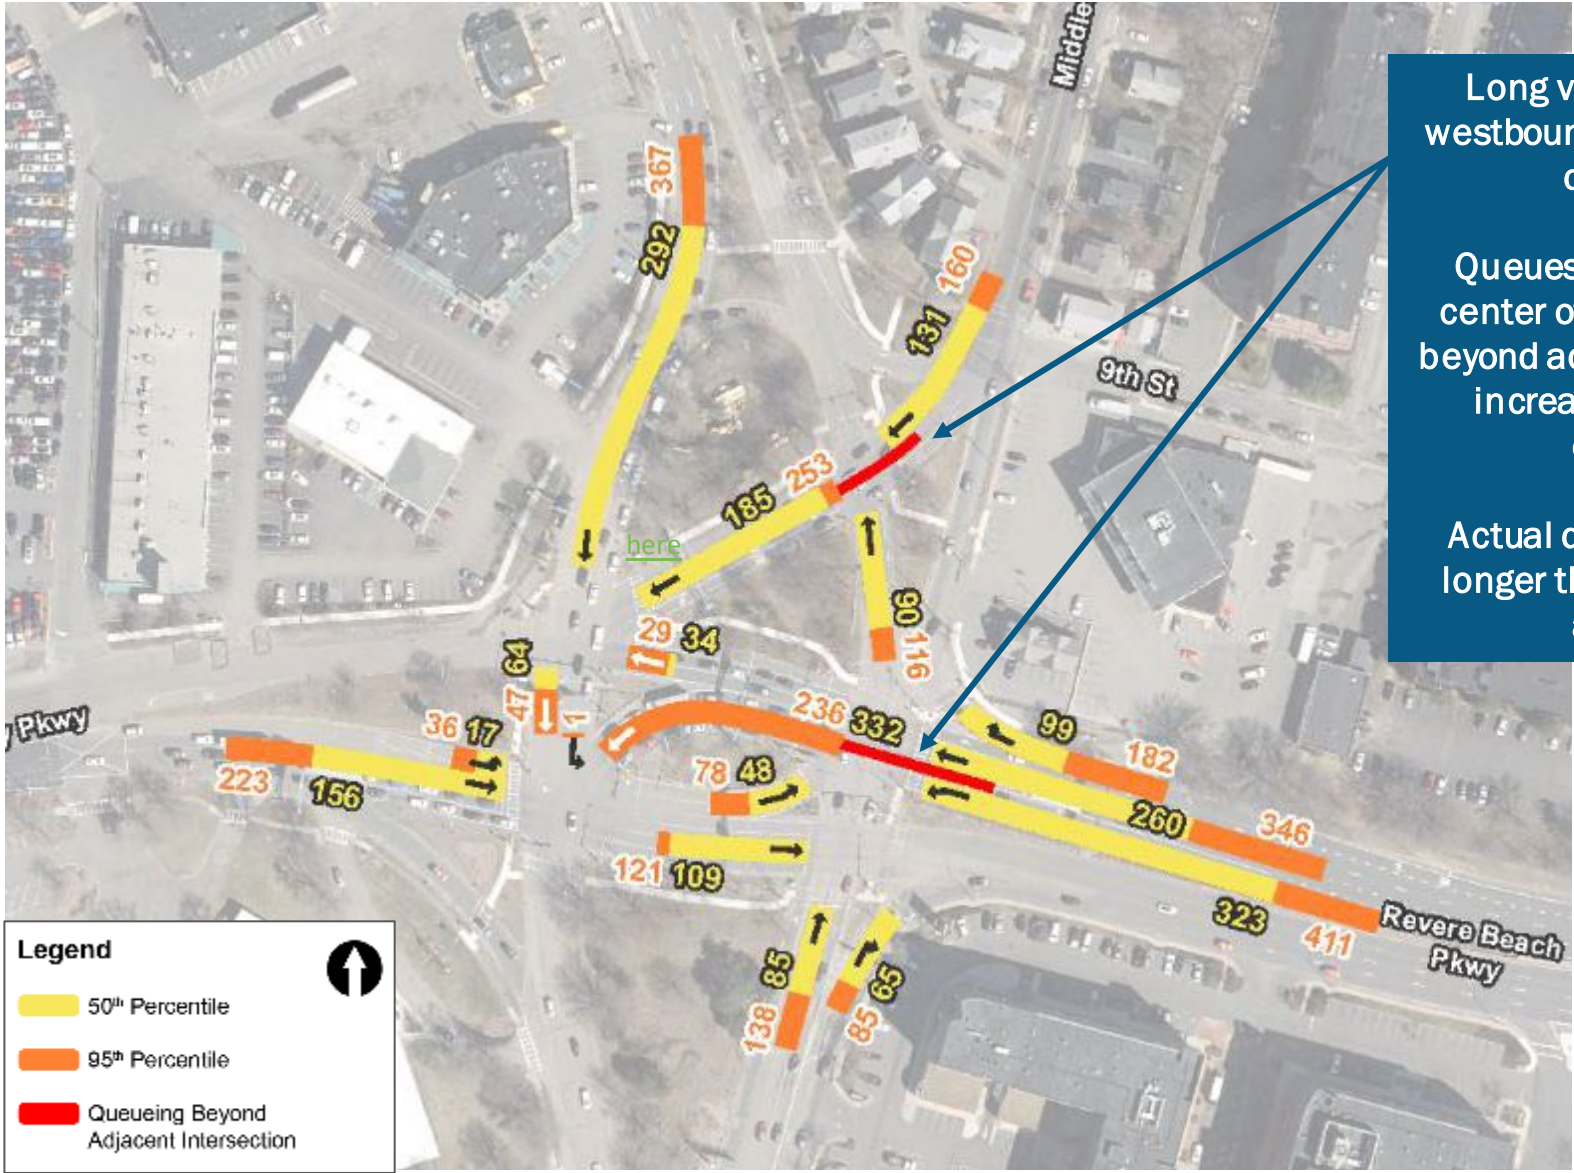 Middle
367
292
160
131
9th St
253
185
here
90
116
64
29 34
47
1
y Pkwy
36 17
223
156
236 332
78 48
121 109
99
182
260
346
323
411
Revere Beach
Pkwy
85
138
65
85
Long v
westbour
c
Queues
center o
beyond ac
increa
Actual c
longer th
a
Legend
50th Percentile
95th Percentile
Queueing Beyond
Adjacent Intersection